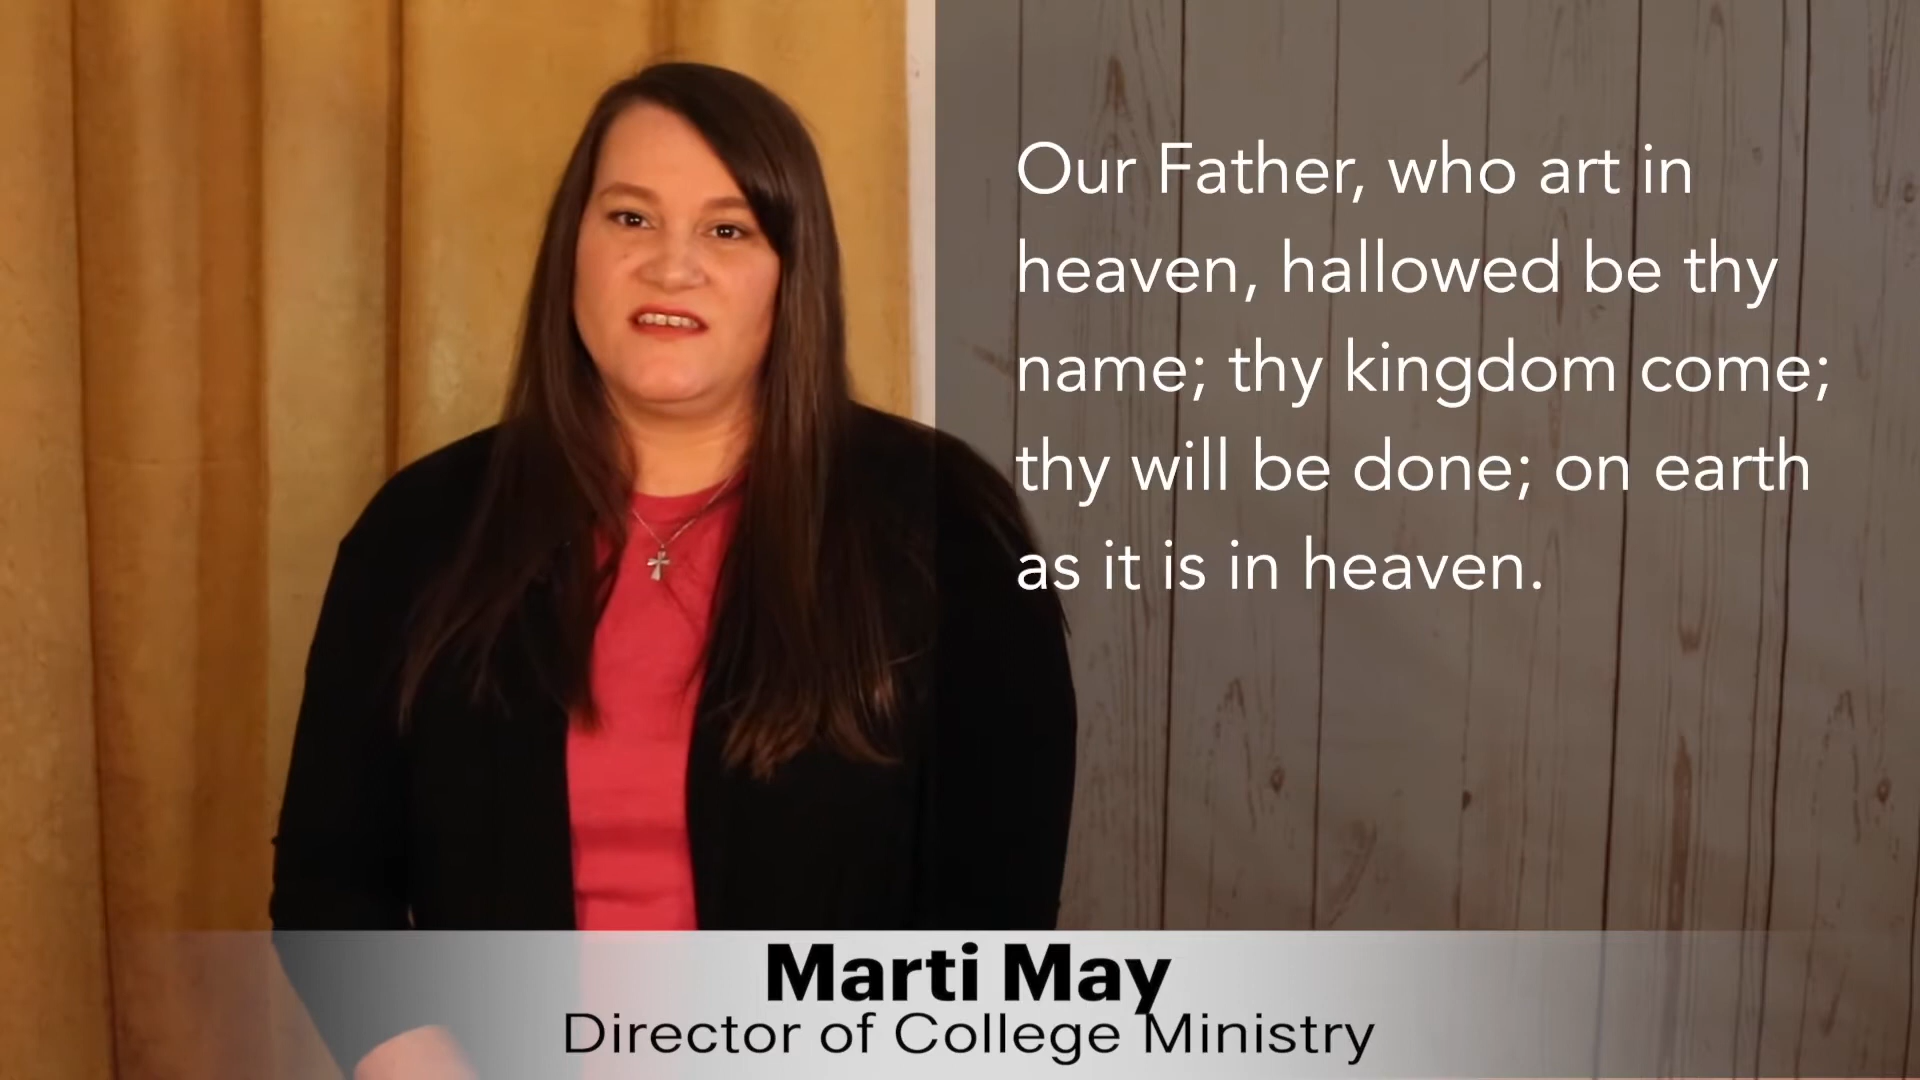 Our Father, who art in
heaven, hallowed be thy
name; thy kingdom come;
thy will be done; on earth
as it is in heaven.
Marti May
Director of College Ministry